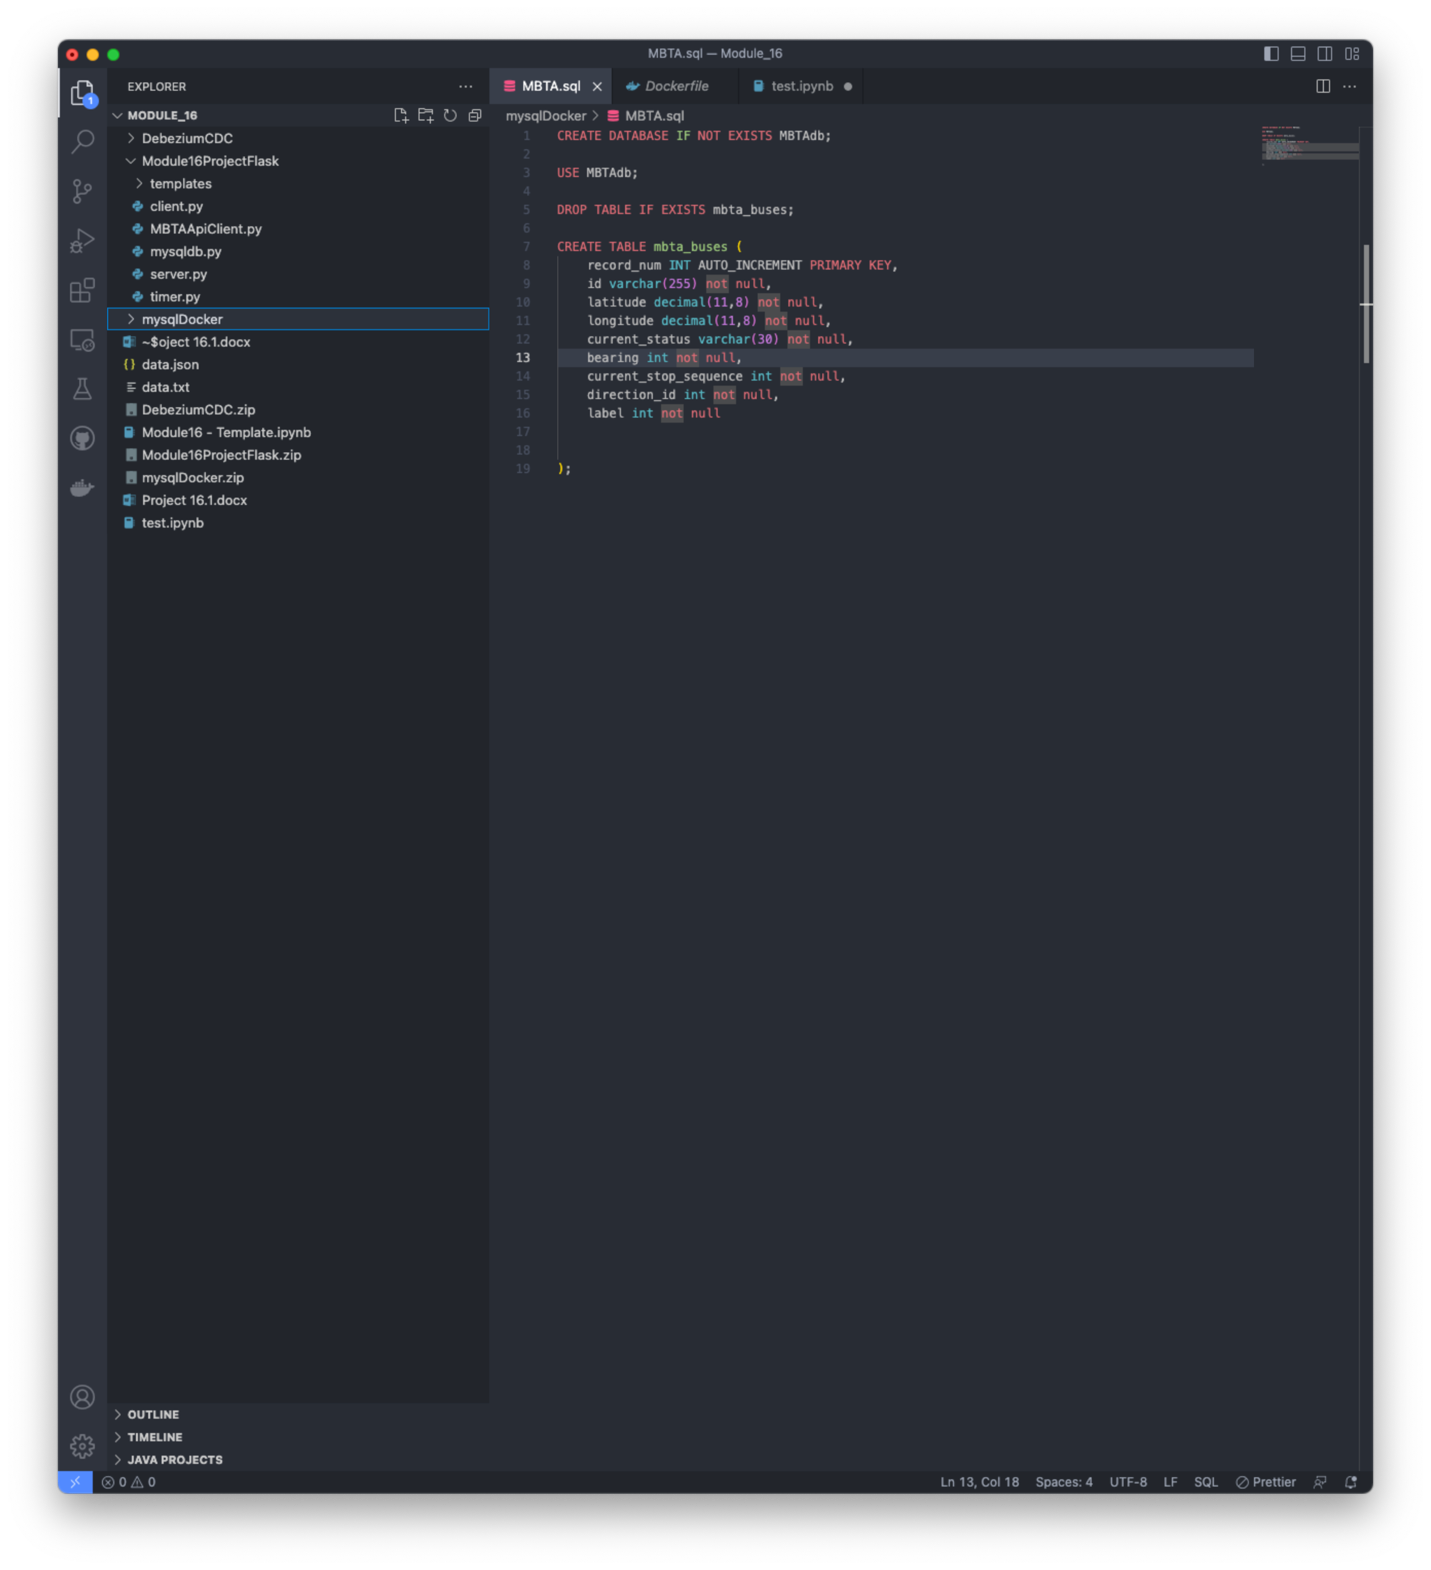 MBTA.sql — Module_16
EXPLORER
MODULE_16
DebeziumCDC
Module16ProjectFlask
templates
client.py
MBTAApiClient.py
mysqldb.py
server.py
timer.py
mysqlDocker
~$oject 16.1.docx
data.json
data.txt
DebeziumCDC.zip
Module16 - Template.ipynb
Module16ProjectFlask.zip
mysqlDocker.zip
Project 16.1.docx
test.ipynb
OUTLINE
TIMELINE
JAVA PROJECTS
1
MBTA.sql Dockerfile test.ipynb
mysqlDocker > MBTA.sql
1 CREATE DATABASE IF NOT EXISTS MBTAdb;
2
3 USE MBTAdb;
4
5 DROP TABLE IF EXISTS mbta_buses;
6
7 CREATE TABLE mbta_buses (
8 record_num INT AUTO_INCREMENT PRIMARY KEY,
9 id varchar(255) not null,
10 latitude decimal(11,8) not null,
11 longitude decimal(11,8) not null,
12 current_status varchar(30) not null,
13 bearing int not null,
14 current_stop_sequence int not null,
15 direction_id int not null,
16 label int not null
17
18
19 );
0 0 Ln 13, Col 18 Spaces: 4 UTF-8 LF SQL Prettier